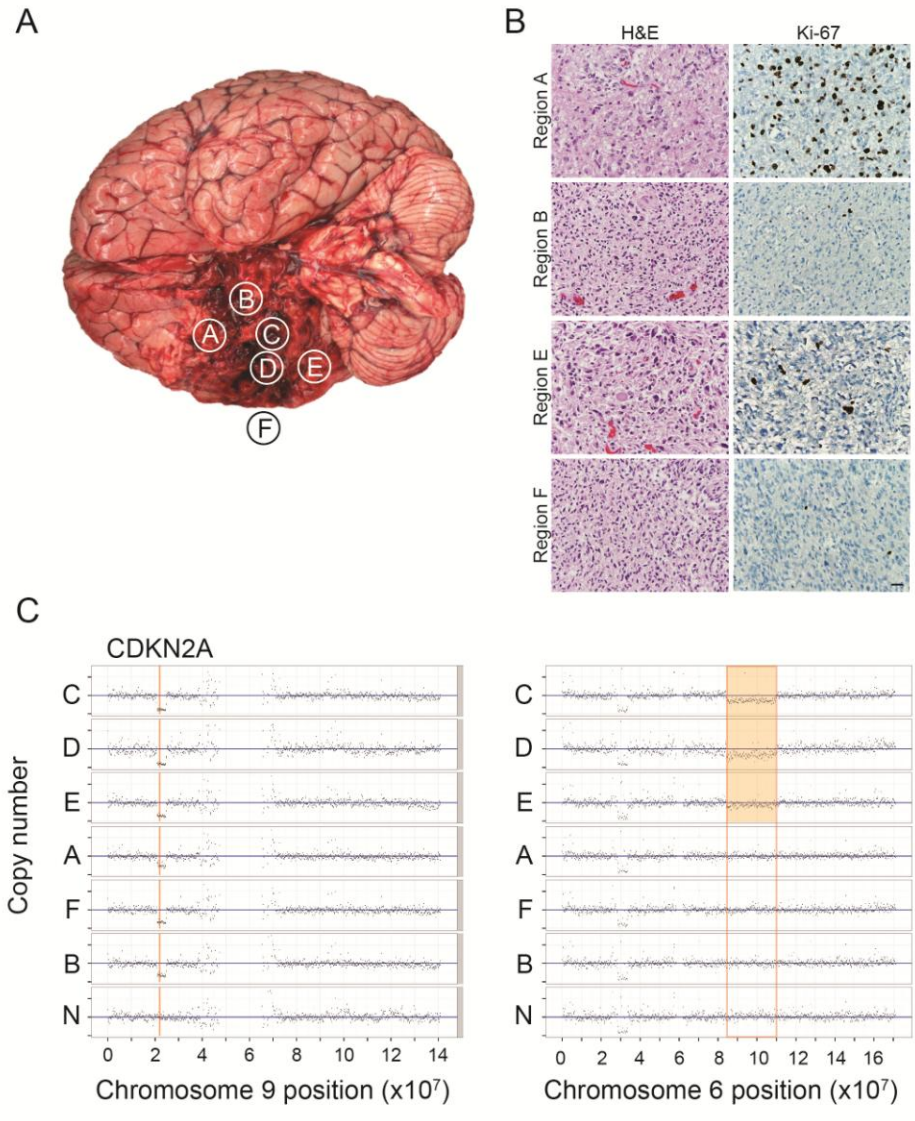 A
B
H&E
Ki-67
Region A
Region B
Region E
Region F
B
A
C
D
E
F
C
CDKN2A
Copy number
C
D
E
A
F
B
N
0 2 4 6 8 10 12 14
Chromosome 9 position (x10⁷)
C
D
E
A
F
B
N
0 2 4 6 8 10 12 14 16
Chromosome 6 position (x10⁷)